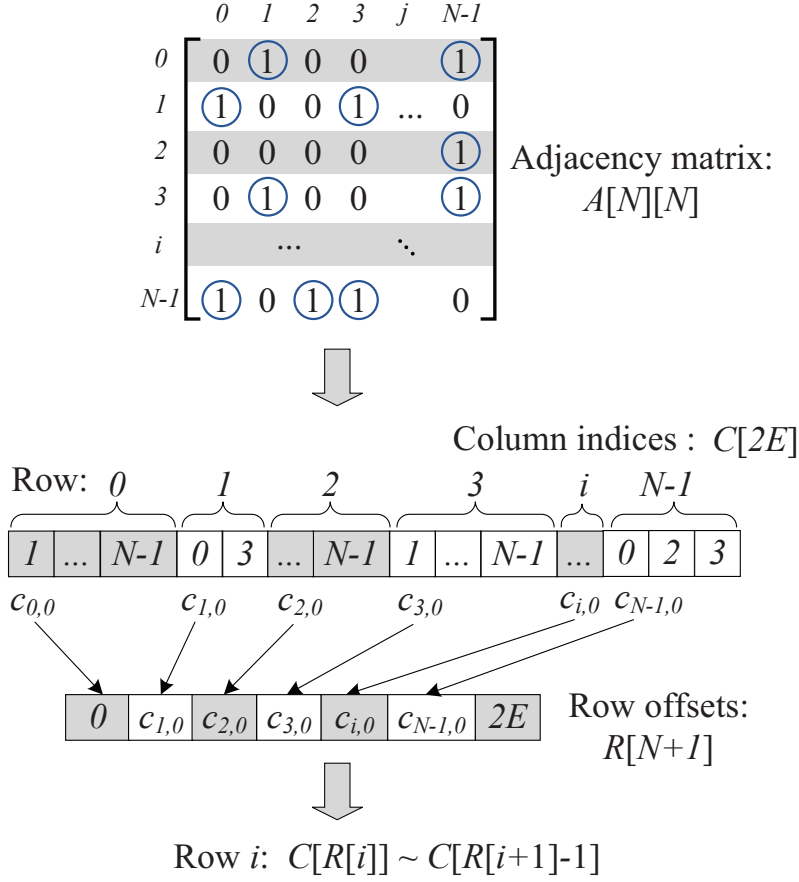 0 1 2 3 j N-1
0 0 1 0 0 1
1 1 0 0 1 ... 0
2 0 0 0 0 1
Adjacency matrix:
3 0 1 0 0 1
A[N][N]
i ... ⋱
N-1 1 0 1 1 0
Column indices : C[2E]
Row: 0 1 2 3 i N-1
1 ... N-1 0 3 ... N-1 1 ... N-1 ... 0 2 3
c0,0 c1,0 c2,0 c3,0 ci,0 cN-1,0
0 c1,0 c2,0 c3,0 ci,0 cN-1,0 2E
Row offsets:
R[N+1]
Row i: C[R[i]] ~ C[R[i+1]-1]